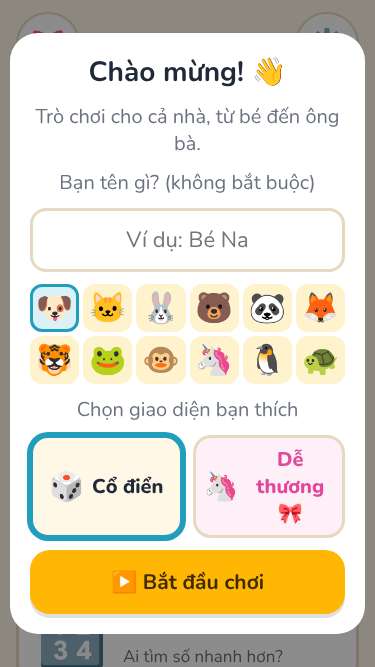 Chào mừng! 👋
Trò chơi cho cả nhà, từ bé đến ông
bà.
Bạn tên gì? (không bắt buộc)
Ví dụ: Bé Na
Chọn giao diện bạn thích
Cổ điển
Dễ
thương
🎀
▶️ Bắt đầu chơi
3 4
Ai tìm số nhanh hơn?